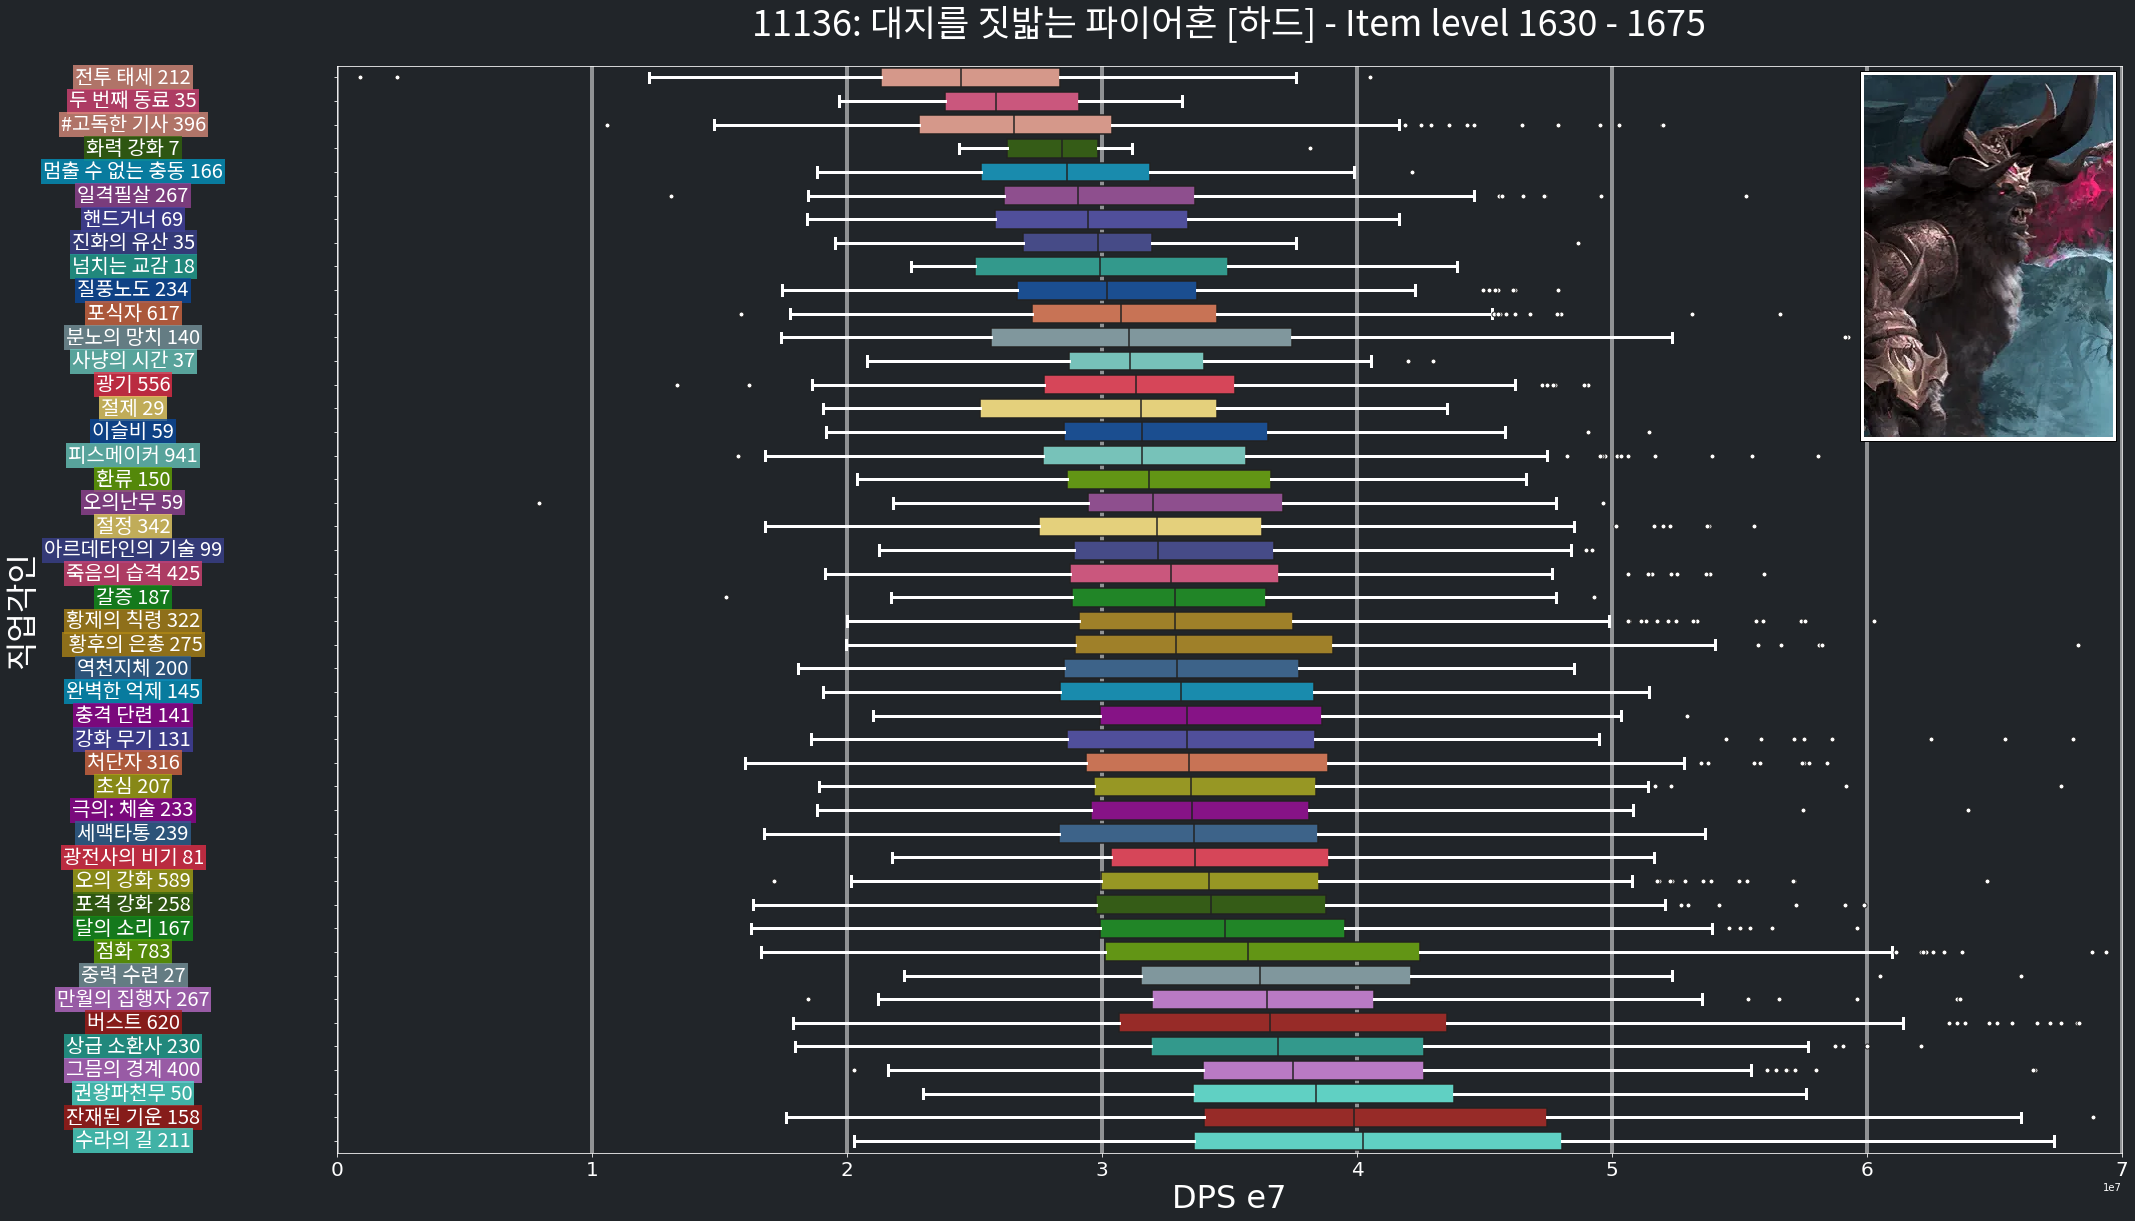 11136: 대지를 짓밟는 파이어혼 [하드] - Item level 1630 - 1675
전투 태세 212
두 번째 동료 35
#고독한 기사 396
화력 강화 7
멈출 수 없는 충동 166
일격필살 267
핸드거너 69
진화의 유산 35
넘치는 교감 18
질풍노도 234
포식자 617
분노의 망치 140
사냥의 시간 37
광기 556
절제 29
이슬비 59
피스메이커 941
환류 150
오의난무 59
절정 342
아르데타인의 기술 99
죽음의 습격 425
갈증 187
황제의 칙령 322
황후의 은총 275
역천지체 200
완벽한 억제 145
충격 단련 141
강화 무기 131
처단자 316
초심 207
극의: 체술 233
세맥타통 239
광전사의 비기 81
오의 강화 589
포격 강화 258
달의 소리 167
점화 783
중력 수련 27
만월의 집행자 267
버스트 620
상급 소환사 230
그믐의 경계 400
권왕파천무 50
잔재된 기운 158
수라의 길 211
직업각인
0 1 2 3 4 5 6 7
1e7
DPS e7